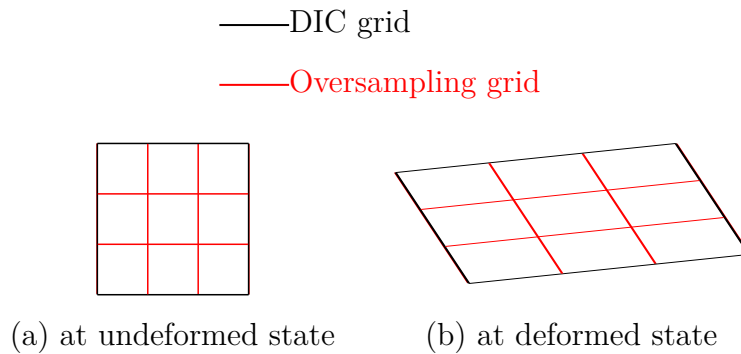 DIC grid
Oversampling grid
(a) at undeformed state
(b) at deformed state